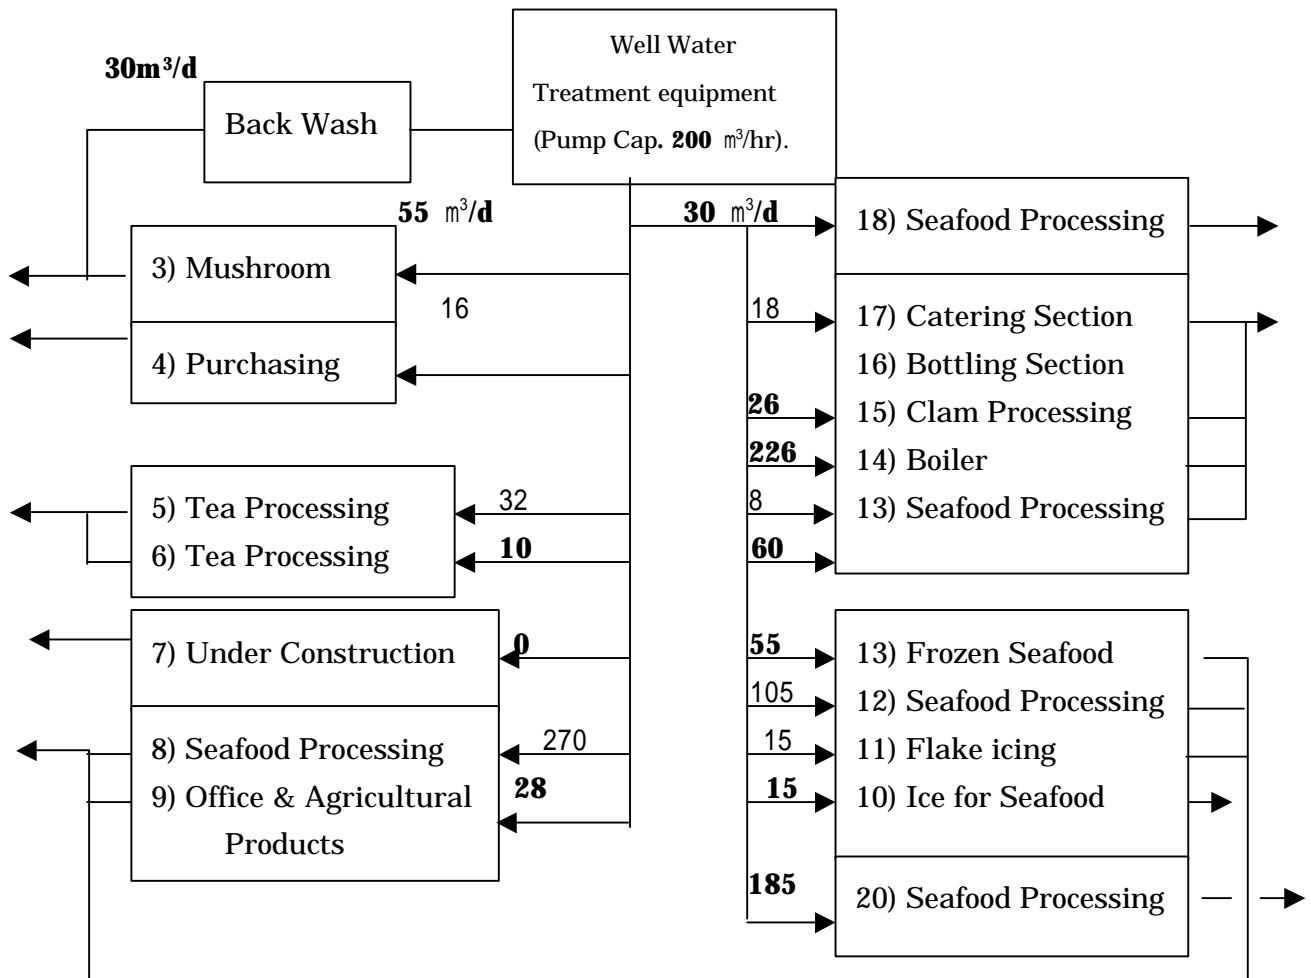 Well Water
Treatment equipment
(Pump Cap. 200 ㎥/hr).
30m³/d
Back Wash
55 ㎥/d
3) Mushroom
16
4) Purchasing
5) Tea Processing
32
6) Tea Processing
10
7) Under Construction
0
8) Seafood Processing
270
9) Office & Agricultural
Products
28
30 ㎥/d
18) Seafood Processing
18
17) Catering Section
16) Bottling Section
26
15) Clam Processing
226
14) Boiler
8
13) Seafood Processing
60
55
13) Frozen Seafood
105
12) Seafood Processing
15
11) Flake icing
15
10) Ice for Seafood
185
20) Seafood Processing